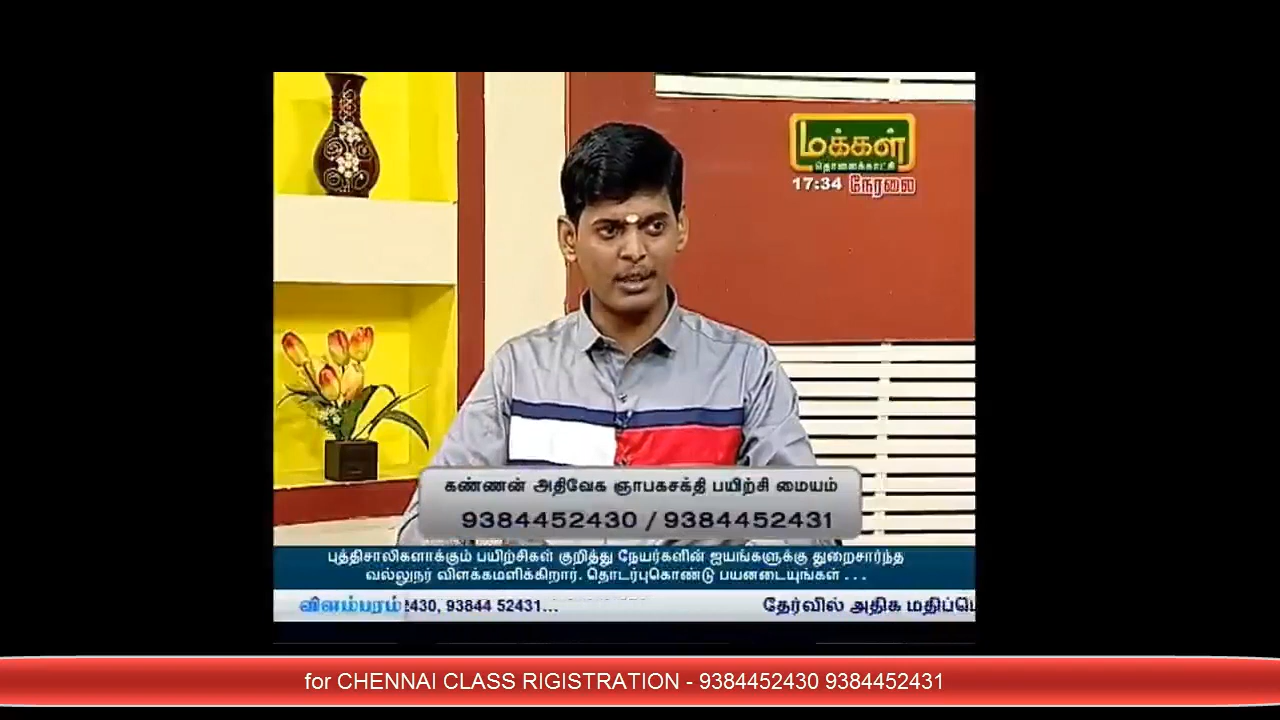 மக்கள்
தொலைக்காட்சி
17:34 நேரலை
கண்ணன் அதிவேக ஞாபகசக்தி பயிற்சி மையம்
9384452430 / 9384452431
புத்திசாலிகளாக்கும் பயிற்சிகள் குறித்து நேயர்களின் ஐயங்களுக்கு துறைசார்ந்த
வல்லுநர் விளக்கமளிக்கிறார். தொடர்புகொண்டு பயனடையுங்கள் . . .
விளம்பரம் 2430, 93844 52431... தேர்வில் அதிக
for CHENNAI CLASS RIGISTRATION - 9384452430 9384452431